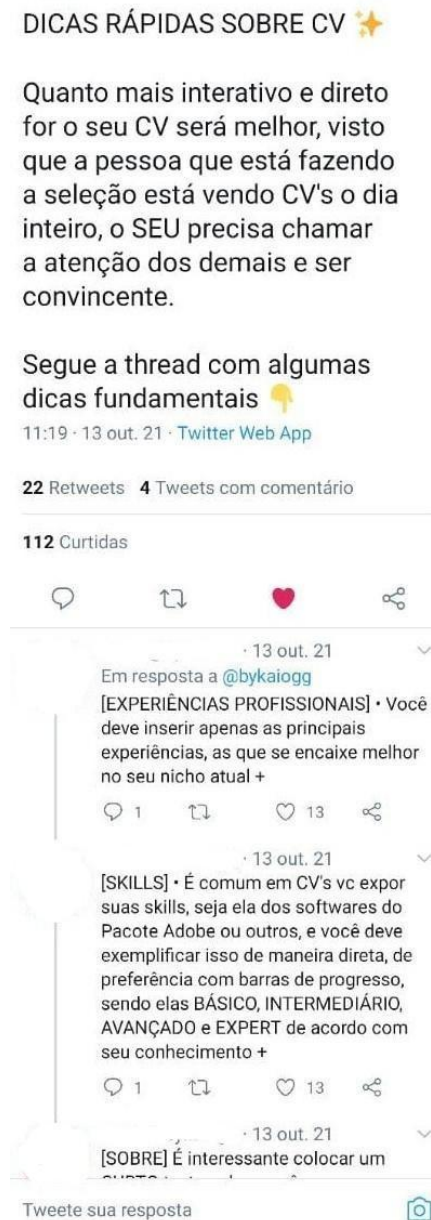 DICAS RÁPIDAS SOBRE CV ✨
Quanto mais interativo e direto
for o seu CV será melhor, visto
que a pessoa que está fazendo
a seleção está vendo CV's o dia
inteiro, o SEU precisa chamar
a atenção dos demais e ser
convincente.
Segue a thread com algumas
dicas fundamentais 👇
11:19 · 13 out. 21 · Twitter Web App
22 Retweets 4 Tweets com comentário
112 Curtidas
· 13 out. 21
Em resposta a @bykaiogg
[EXPERIÊNCIAS PROFISSIONAIS] • Você
deve inserir apenas as principais
experiências, as que se encaixe melhor
no seu nicho atual +
1 13
· 13 out. 21
[SKILLS] • É comum em CV's vc expor
suas skills, seja ela dos softwares do
Pacote Adobe ou outros, e você deve
exemplificar isso de maneira direta, de
preferência com barras de progresso,
sendo elas BÁSICO, INTERMEDIÁRIO,
AVANÇADO e EXPERT de acordo com
seu conhecimento +
1 13
· 13 out. 21
[SOBRE] É interessante colocar um
Tweete sua resposta